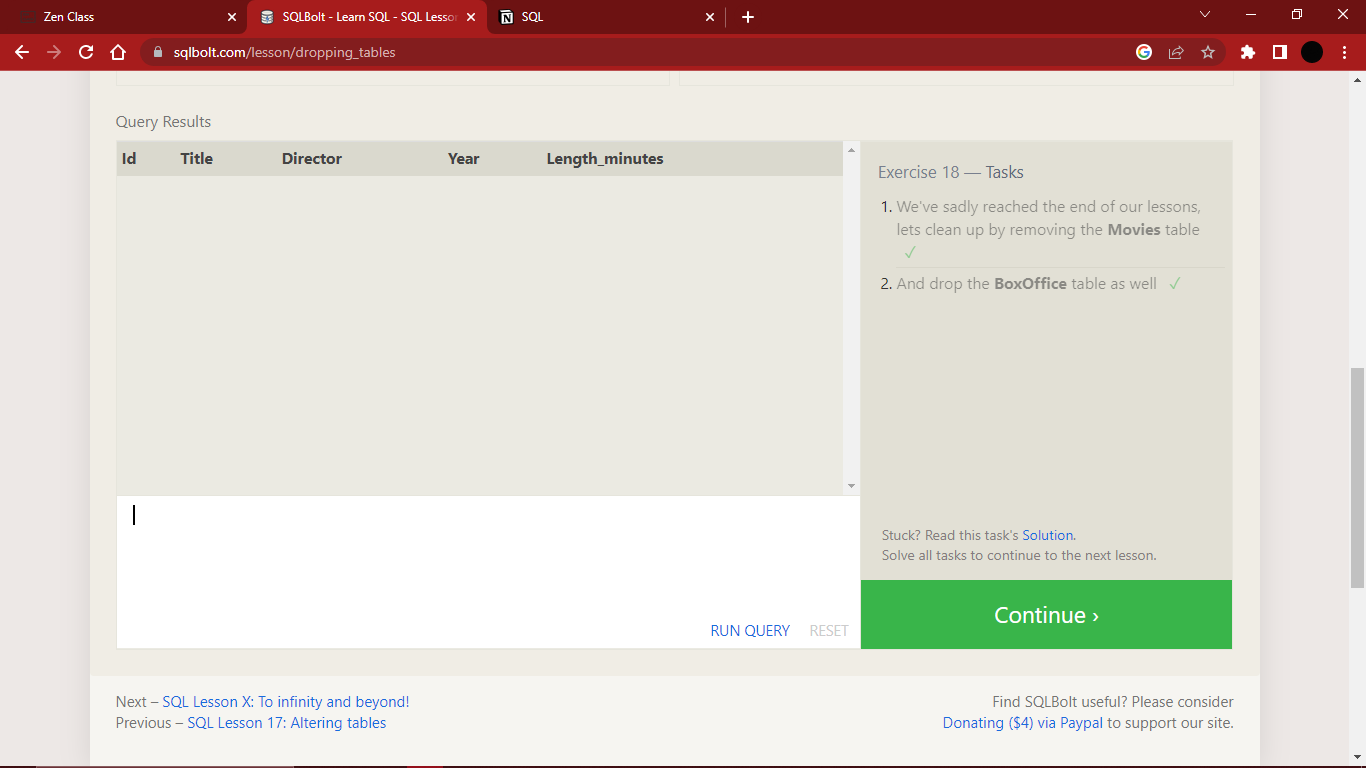 Zen Class
SQLBolt - Learn SQL - SQL Lesson
SQL
sqlbolt.com/lesson/dropping_tables
Query Results
Id Title Director Year Length_minutes
Exercise 18 — Tasks
1. We've sadly reached the end of our lessons,
lets clean up by removing the Movies table
✓
2. And drop the BoxOffice table as well ✓
Stuck? Read this task's Solution.
Solve all tasks to continue to the next lesson.
RUN QUERY RESET
Continue ›
Next – SQL Lesson X: To infinity and beyond!
Previous – SQL Lesson 17: Altering tables
Find SQLBolt useful? Please consider
Donating ($4) via Paypal to support our site.